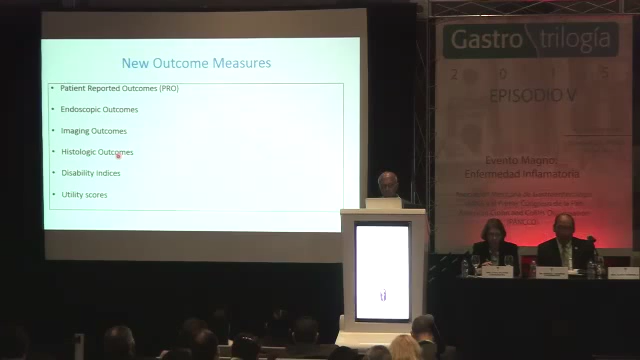 New Outcome Measures
• Patient Reported Outcomes (PRO)
• Endoscopic Outcomes
• Imaging Outcomes
• Histologic Outcomes
• Disability indices
• Utility scores
Gastro trilogía
2 0 1 5
EPISODIO V
Evento Magno:
Enfermedad Inflamatoria
(PANCCO)